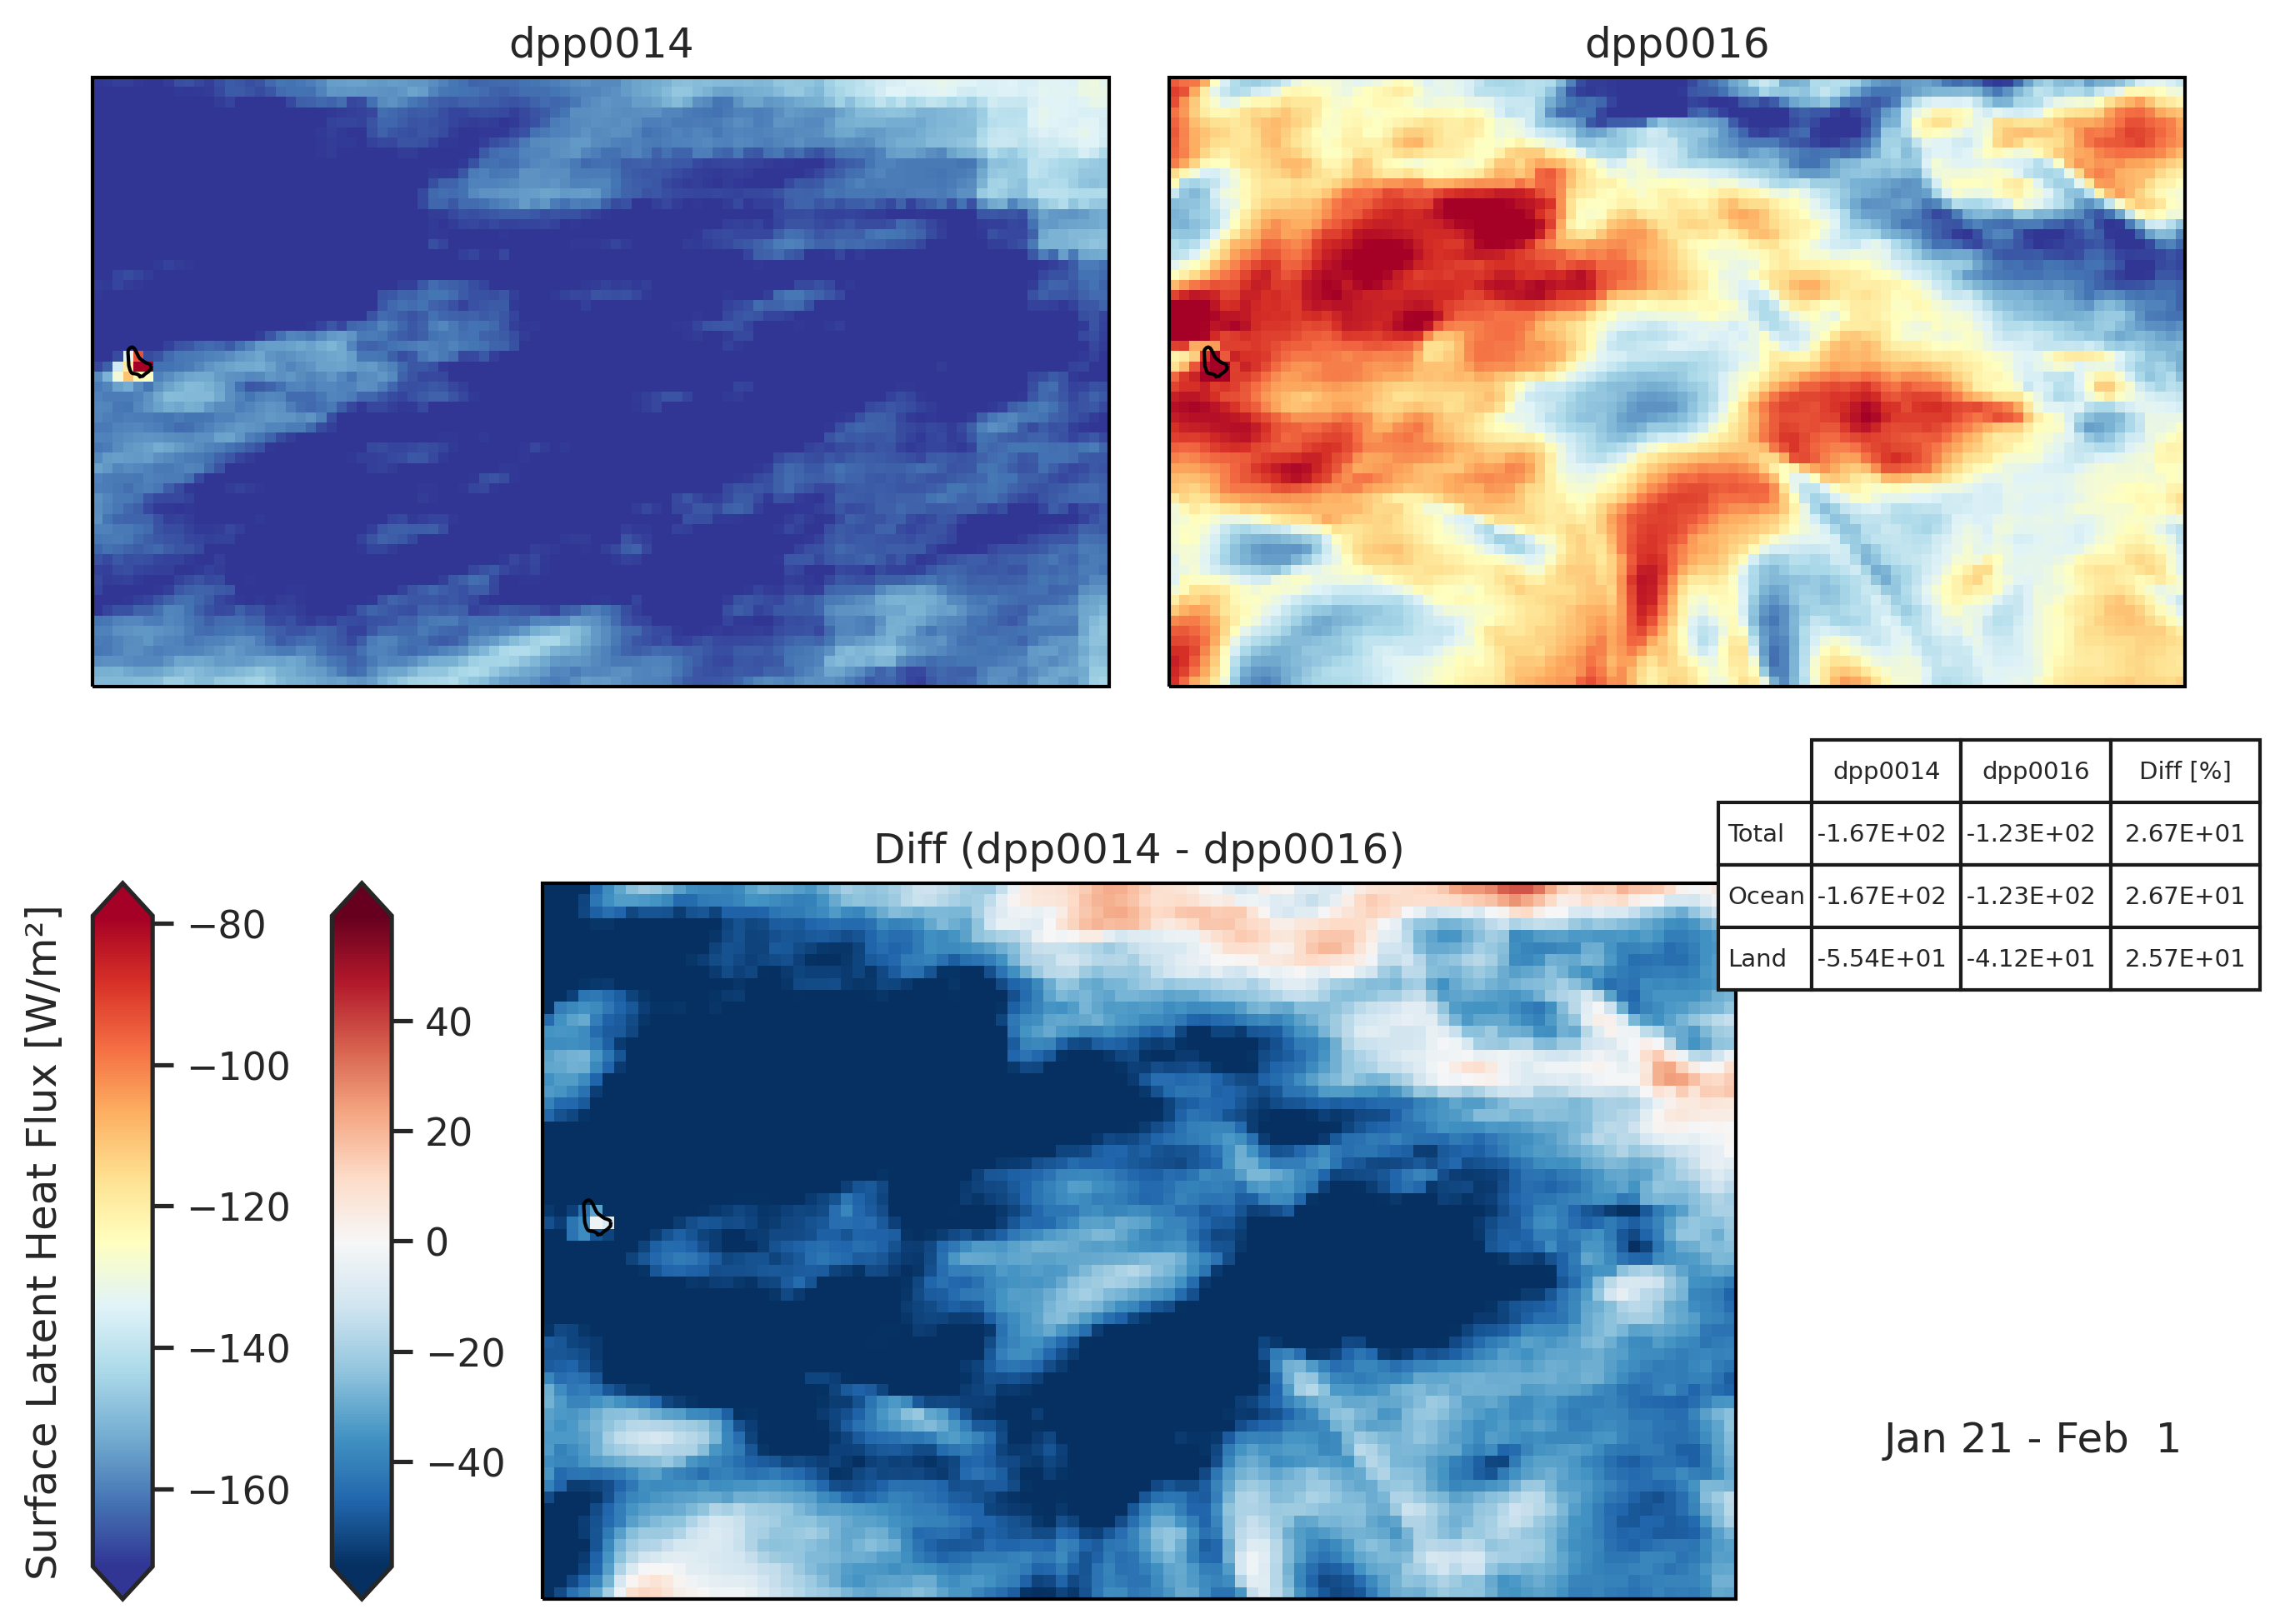 dpp0014
dpp0016
dpp0014 dpp0016 Diff [%]
Total -1.67E+02 -1.23E+02 2.67E+01
Ocean -1.67E+02 -1.23E+02 2.67E+01
Land -5.54E+01 -4.12E+01 2.57E+01
Diff (dpp0014 - dpp0016)
Surface Latent Heat Flux [W/m²]
−80
−100
−120
−140
−160
40
20
0
−20
−40
Jan 21 - Feb  1